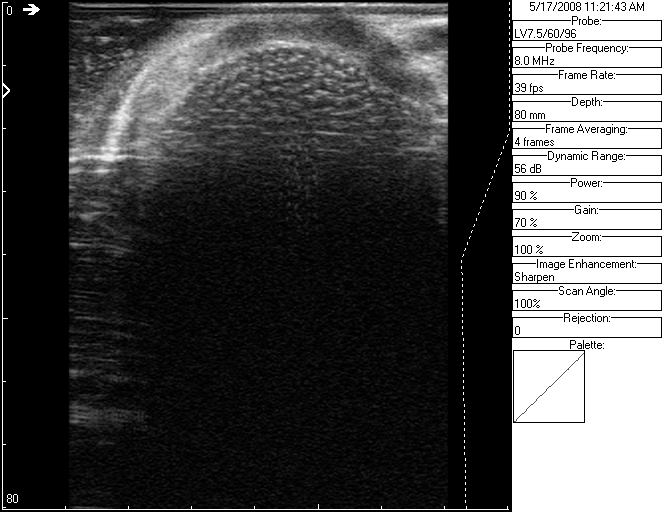 0
5/17/2008 11:21:43 AM
Probe:
LV7.5/60/96
Probe Frequency:
8.0 MHz
Frame Rate:
39 fps
Depth:
80 mm
Frame Averaging:
4 frames
Dynamic Range:
56 dB
Power:
90 %
Gain:
70 %
Zoom:
100 %
Image Enhancement:
Sharpen
Scan Angle:
100%
Rejection:
0
Palette:
80